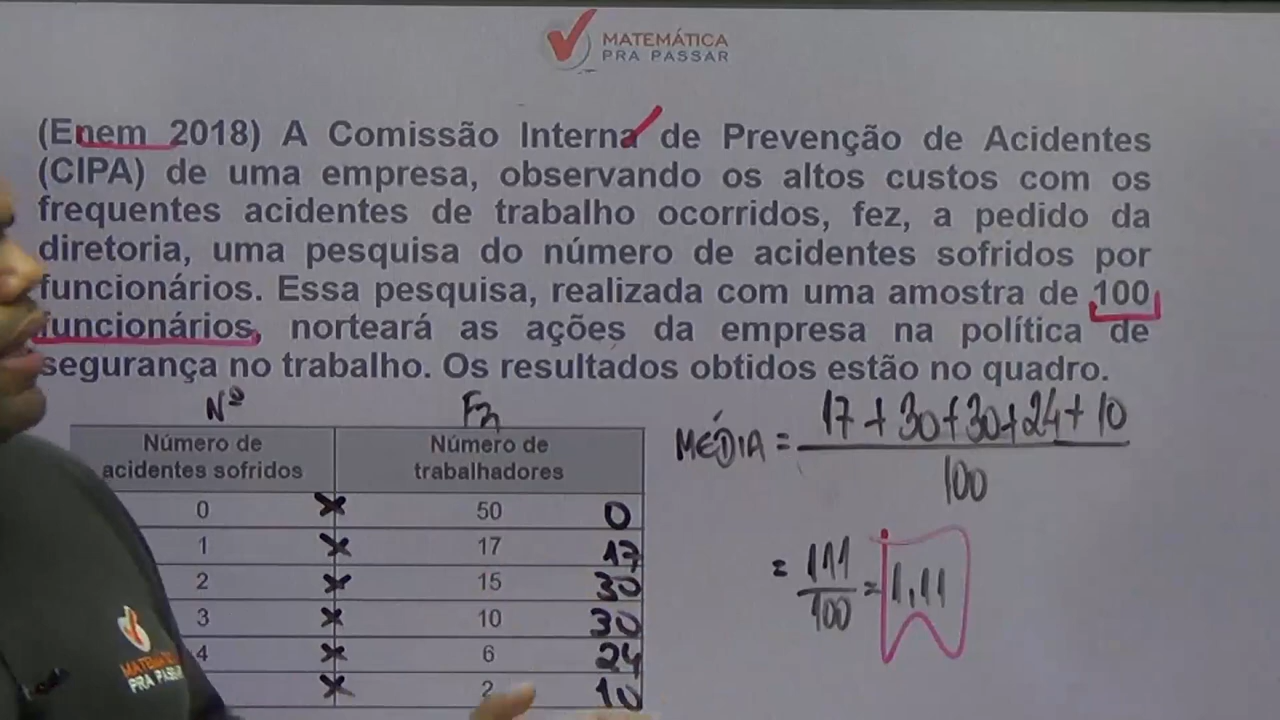 MATEMÁTICA
PRA PASSAR
(Enem 2018) A Comissão Interna de Prevenção de Acidentes
(CIPA) de uma empresa, observando os altos custos com os
frequentes acidentes de trabalho ocorridos, fez, a pedido da
diretoria, uma pesquisa do número de acidentes sofridos por
funcionários. Essa pesquisa, realizada com uma amostra de 100
funcionários, norteará as ações da empresa na política de
segurança no trabalho. Os resultados obtidos estão no quadro.
Nº
Número de
acidentes sofridos
Número de
trabalhadores
0 × 50 0
1 × 17 17
2 × 15 30
3 × 10 30
4 × 6 24
× 2 10
MÉDIA = 17 + 30 + 30 + 24 + 10
100
= 111
100
= 1,11
MATEMÁTICA
PRA PASSAR